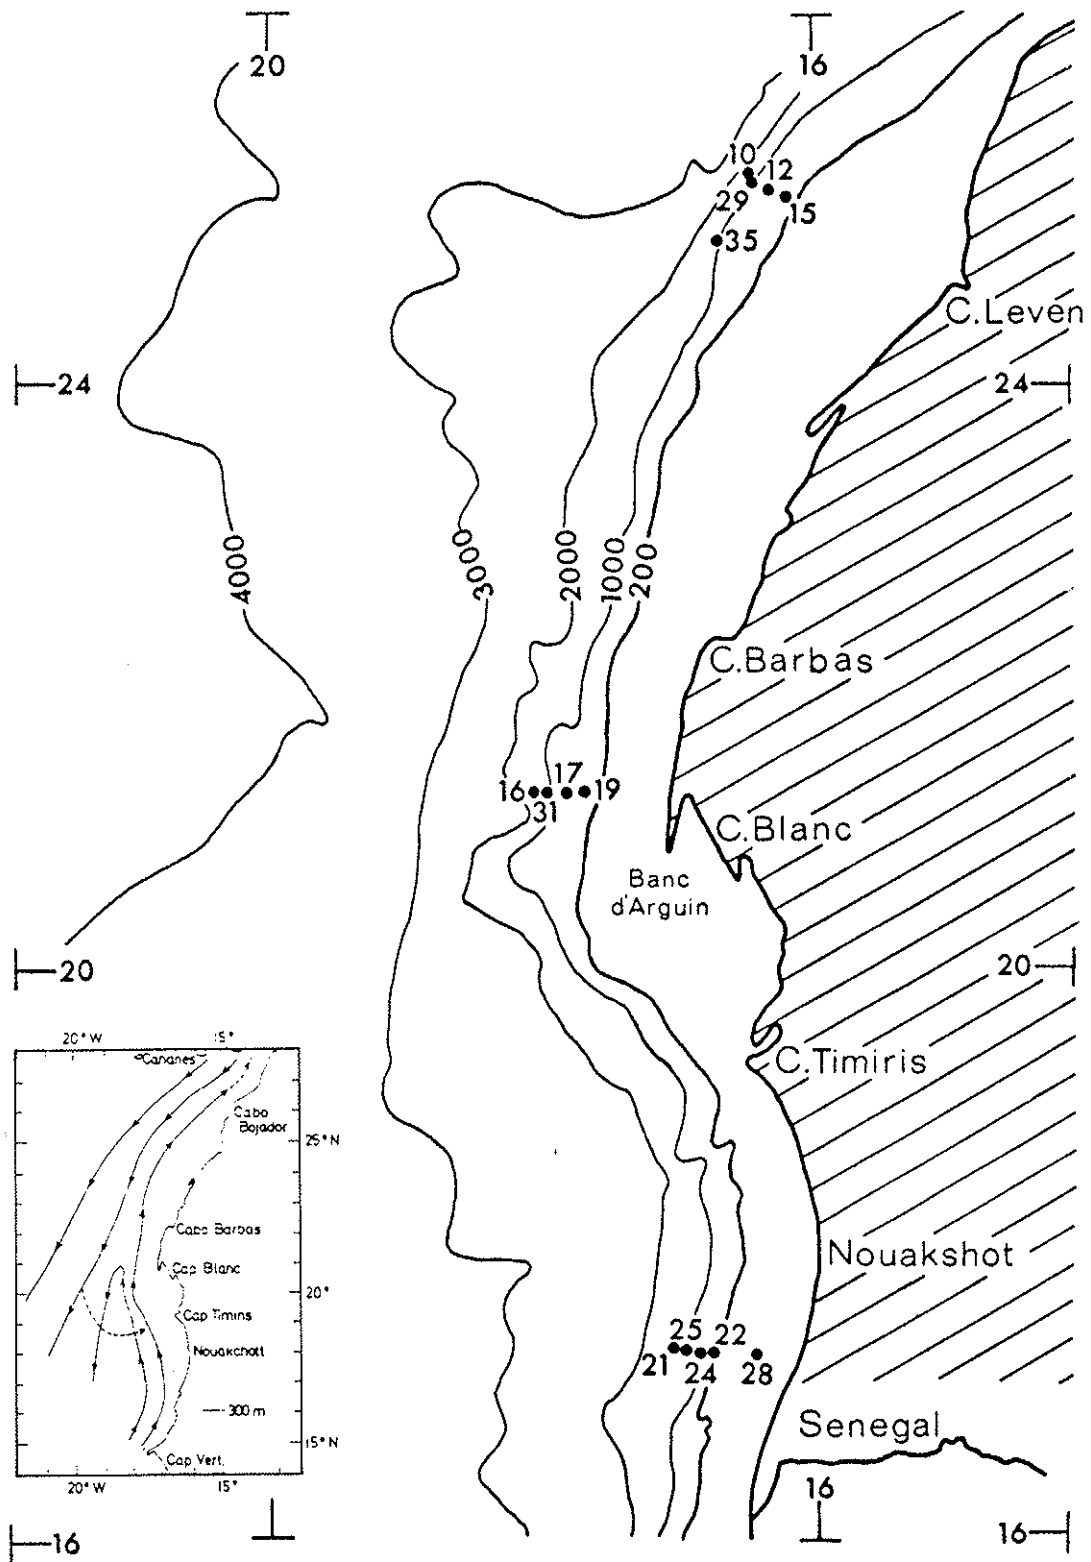 20
16
10
12
29
15
35
C.Leven
24
24
4000
3000
2000
1000
200
C.Barbas
17
16
19
31
C.Blanc
Banc
d'Arguin
20
20
C.Timiris
20° W
15°
Canaries
Cabo
Bojador
25° N
Cabo Barbas
Cap Blanc
20°
Cap Timiris
Nouakchott
300 m
15° N
Cap Vert.
20° W
15°
Nouakshot
25
22
21
24
28
Senegal
16
16
16